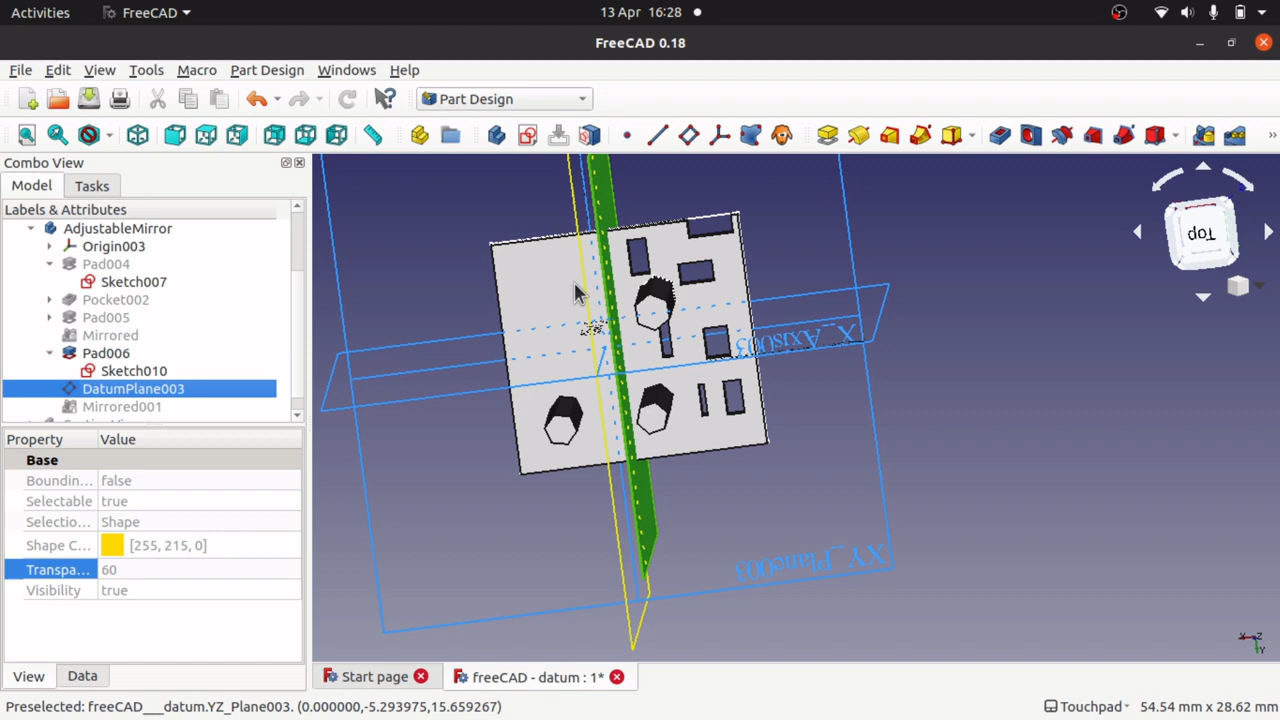 Activities FreeCAD 13 Apr 16:28
FreeCAD 0.18
File Edit View Tools Macro Part Design Windows Help
Part Design
Combo View
Model Tasks
Labels & Attributes
AdjustableMirror
Origin003
Pad004
Sketch007
Pocket002
Pad005
Mirrored
Pad006
Sketch010
DatumPlane003
Mirrored001
Property Value
Base
Boundin... false
Selectable true
Selectio... Shape
Shape C... [255, 215, 0]
Transpa... 60
Visibility true
View Data
Top
X_Axis003
XY_Plane003
X Z
Y
Start page freeCAD - datum : 1*
Preselected: freeCAD___datum.YZ_Plane003. (0.000000,-5.293975,15.659267) Touchpad 54.54 mm x 28.62 mm